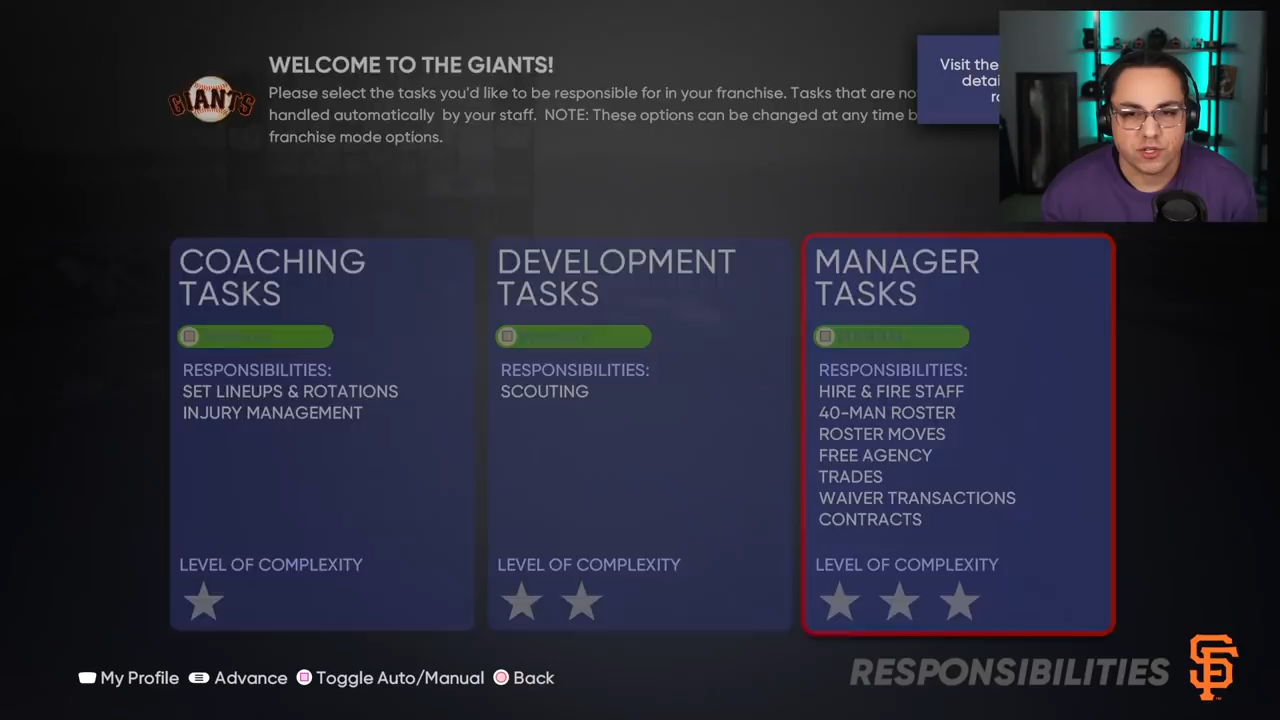 WELCOME TO THE GIANTS!
Please select the tasks you'd like to be responsible for in your franchise. Tasks that are no
handled automatically by your staff. NOTE: These options can be changed at any time b
franchise mode options.
Visit the
detai
GIANTS
COACHING
TASKS
RESPONSIBILITIES:
SET LINEUPS & ROTATIONS
INJURY MANAGEMENT
LEVEL OF COMPLEXITY
DEVELOPMENT
TASKS
RESPONSIBILITIES:
SCOUTING
LEVEL OF COMPLEXITY
MANAGER
TASKS
RESPONSIBILITIES:
HIRE & FIRE STAFF
40-MAN ROSTER
ROSTER MOVES
FREE AGENCY
TRADES
WAIVER TRANSACTIONS
CONTRACTS
LEVEL OF COMPLEXITY
My Profile Advance Toggle Auto/Manual Back
RESPONSIBILITIES
SF